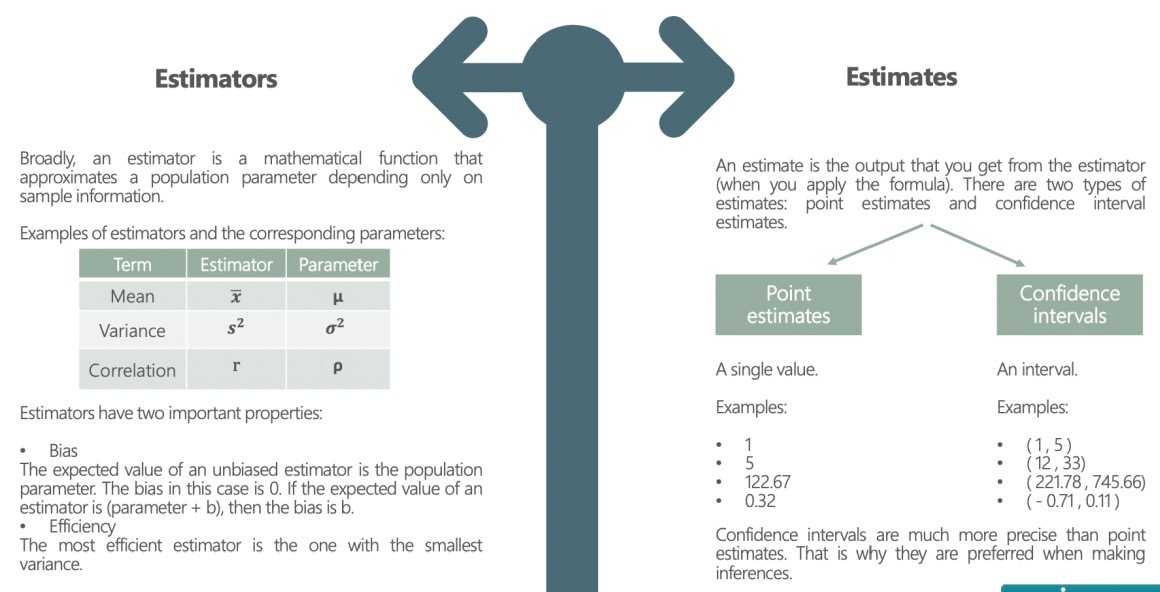 Estimators
Broadly, an estimator is a mathematical function that
approximates a population parameter depending only on
sample information.
Examples of estimators and the corresponding parameters:
Term Estimator Parameter
Mean x̅ μ
Variance s² σ²
Correlation r ρ
Estimators have two important properties:
• Bias
The expected value of an unbiased estimator is the population
parameter. The bias in this case is 0. If the expected value of an
estimator is (parameter + b), then the bias is b.
• Efficiency
The most efficient estimator is the one with the smallest
variance.
Estimates
An estimate is the output that you get from the estimator
(when you apply the formula). There are two types of
estimates: point estimates and confidence interval
estimates.
Point
estimates
A single value.
Examples:
• 1
• 5
• 122.67
• 0.32
Confidence
intervals
An interval.
Examples:
• ( 1 , 5 )
• ( 12 , 33)
• ( 221.78 , 745.66)
• ( - 0.71 , 0.11 )
Confidence intervals are much more precise than point
estimates. That is why they are preferred when making
inferences.